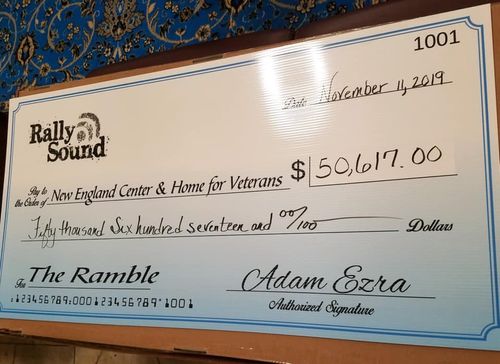 1001
Date November 11, 2019
Rally
Sound
Pay to
the Order of New England Center & Home for Veterans $ 50,617.00
Fifty thousand Six hundred seventeen and 00/100 Dollars
For The Ramble
Adam Ezra
Authorized Signature
:123456789:000123456789"1001